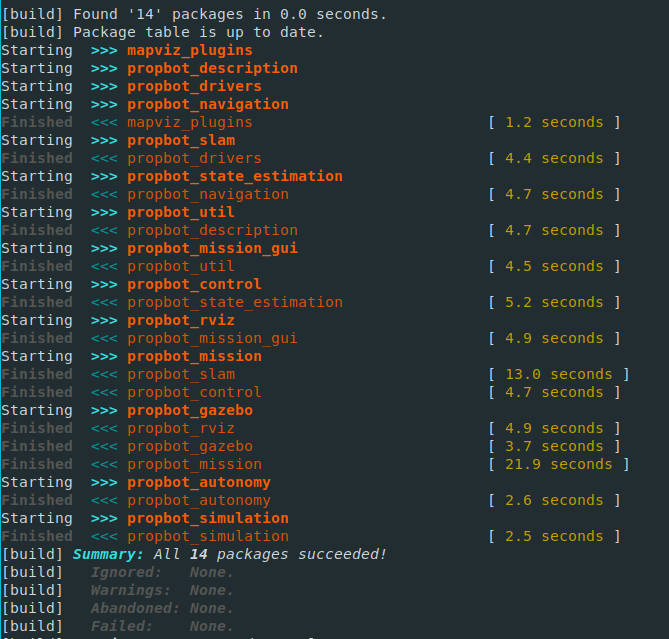 [build] Found '14' packages in 0.0 seconds.
[build] Package table is up to date.
Starting  >>> mapviz_plugins
Starting  >>> propbot_description
Starting  >>> propbot_drivers
Starting  >>> propbot_navigation
Finished  <<< mapviz_plugins                          [ 1.2 seconds ]
Starting  >>> propbot_slam
Finished  <<< propbot_drivers                         [ 4.4 seconds ]
Starting  >>> propbot_state_estimation
Finished  <<< propbot_navigation                      [ 4.7 seconds ]
Starting  >>> propbot_util
Finished  <<< propbot_description                     [ 4.7 seconds ]
Starting  >>> propbot_mission_gui
Finished  <<< propbot_util                            [ 4.5 seconds ]
Starting  >>> propbot_control
Finished  <<< propbot_state_estimation                [ 5.2 seconds ]
Starting  >>> propbot_rviz
Finished  <<< propbot_mission_gui                     [ 4.9 seconds ]
Starting  >>> propbot_mission
Finished  <<< propbot_slam                            [ 13.0 seconds ]
Finished  <<< propbot_control                         [ 4.7 seconds ]
Starting  >>> propbot_gazebo
Finished  <<< propbot_rviz                            [ 4.9 seconds ]
Finished  <<< propbot_gazebo                          [ 3.7 seconds ]
Finished  <<< propbot_mission                         [ 21.9 seconds ]
Starting  >>> propbot_autonomy
Finished  <<< propbot_autonomy                        [ 2.6 seconds ]
Starting  >>> propbot_simulation
Finished  <<< propbot_simulation                      [ 2.5 seconds ]
[build] Summary: All 14 packages succeeded!
[build]   Ignored:   None.
[build]   Warnings:  None.
[build]   Abandoned: None.
[build]   Failed:    None.